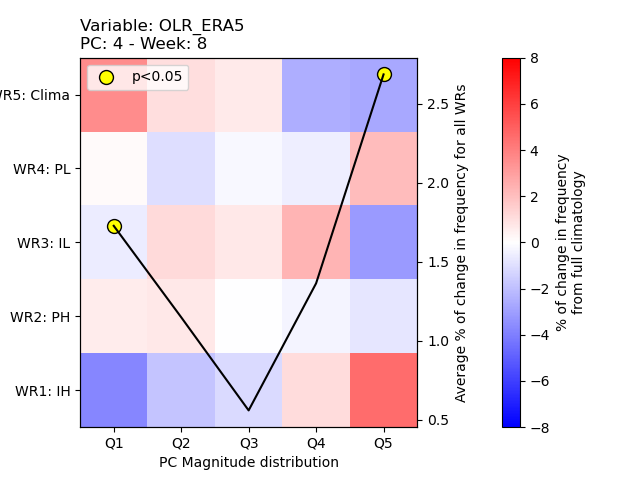 Variable: OLR_ERA5
PC: 4 - Week: 8
p<0.05
WR5: Clima
WR4: PL
WR3: IL
WR2: PH
WR1: IH
Q1 Q2 Q3 Q4 Q5
PC Magnitude distribution
2.5
2.0
1.5
1.0
0.5
Average % of change in frequency for all WRs
8
6
4
2
0
−2
−4
−6
−8
% of change in frequency
from full climatology